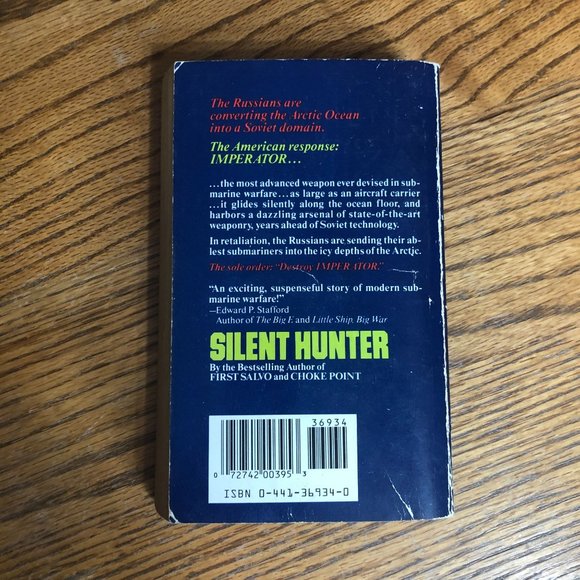 The Russians are
converting the Arctic Ocean
into a Soviet domain.
The American response:
IMPERATOR...
...the most advanced weapon ever devised in sub-
marine warfare...as large as an aircraft carrier
...it glides silently along the ocean floor, and
harbors a dazzling arsenal of state-of-the-art
weaponry, years ahead of Soviet technology.
In retaliation, the Russians are sending their ab-
lest submariners into the icy depths of the Arctic.
The sole order: "Destroy IMPERATOR!"
"An exciting, suspenseful story of modern sub-
marine warfare!"
—Edward P. Stafford
Author of The Big E and Little Ship, Big War
SILENT HUNTER
By the Bestselling Author of
FIRST SALVO and CHOKE POINT
36934
0 72742 00395 3
ISBN 0-441-36934-0